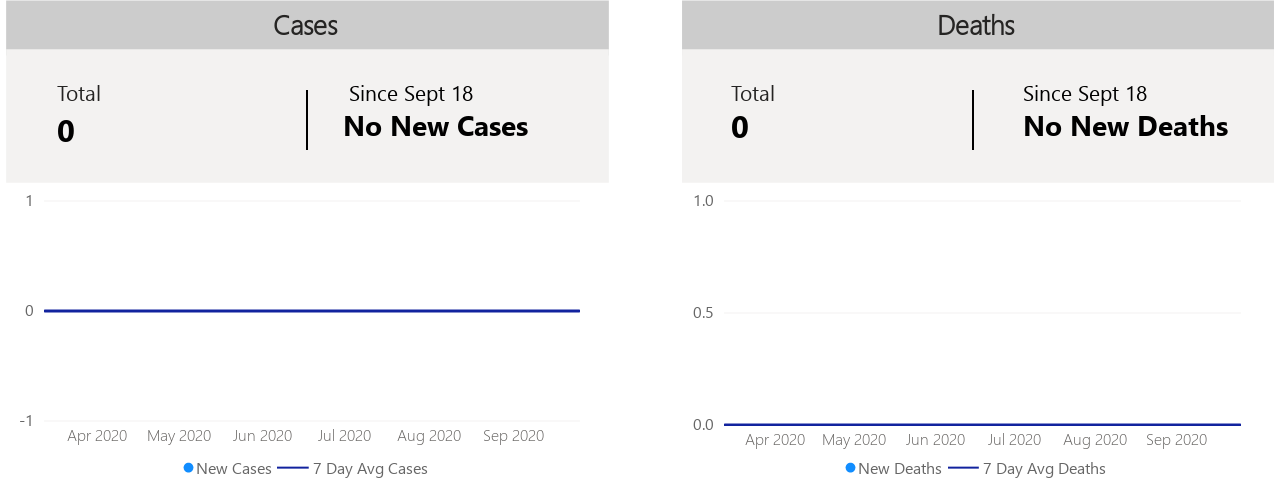 Cases
Total
0
Since Sept 18
No New Cases
1
0
-1
Apr 2020 May 2020 Jun 2020 Jul 2020 Aug 2020 Sep 2020
New Cases 7 Day Avg Cases
Deaths
Total
0
Since Sept 18
No New Deaths
1.0
0.5
0.0
Apr 2020 May 2020 Jun 2020 Jul 2020 Aug 2020 Sep 2020
New Deaths 7 Day Avg Deaths